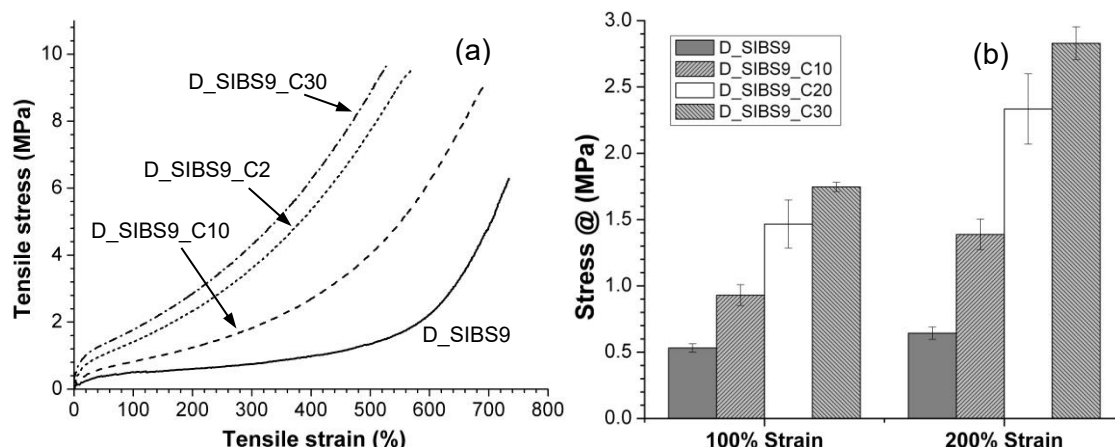 (a)
Tensile stress (MPa)
10
8
6
4
2
0
D_SIBS9_C30
D_SIBS9_C2
D_SIBS9_C10
D_SIBS9
0 100 200 300 400 500 600 700 800
Tensile strain (%)
(b)
Stress @ (MPa)
3.0
2.5
2.0
1.5
1.0
0.5
0.0
D_SIBS9
D_SIBS9_C10
D_SIBS9_C20
D_SIBS9_C30
100% Strain 200% Strain